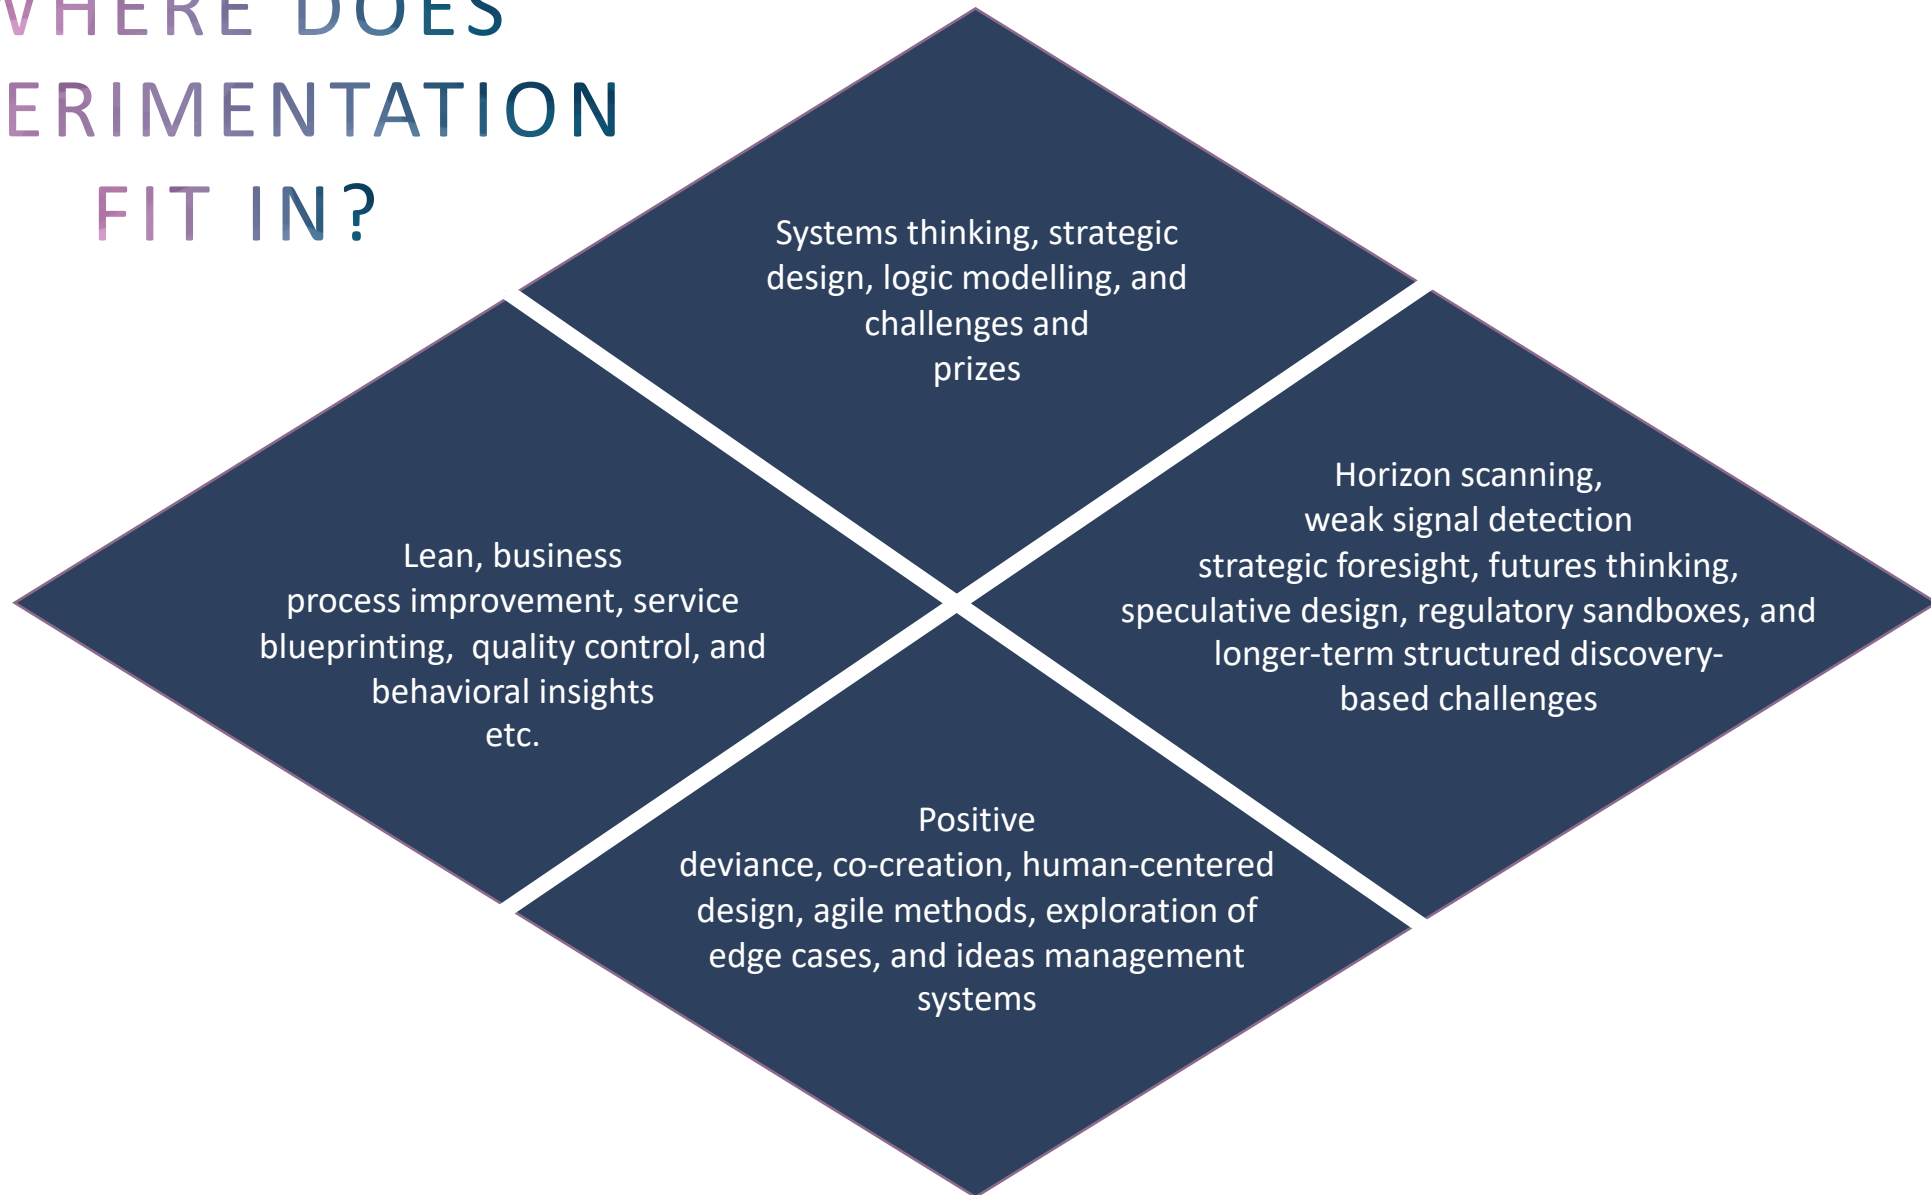 WHERE DOES
ERIMENTATION
FIT IN?
Systems thinking, strategic
design, logic modelling, and
challenges and
prizes
Lean, business
process improvement, service
blueprinting, quality control, and
behavioral insights
etc.
Horizon scanning,
weak signal detection
strategic foresight, futures thinking,
speculative design, regulatory sandboxes, and
longer-term structured discovery-
based challenges
Positive
deviance, co-creation, human-centered
design, agile methods, exploration of
edge cases, and ideas management
systems